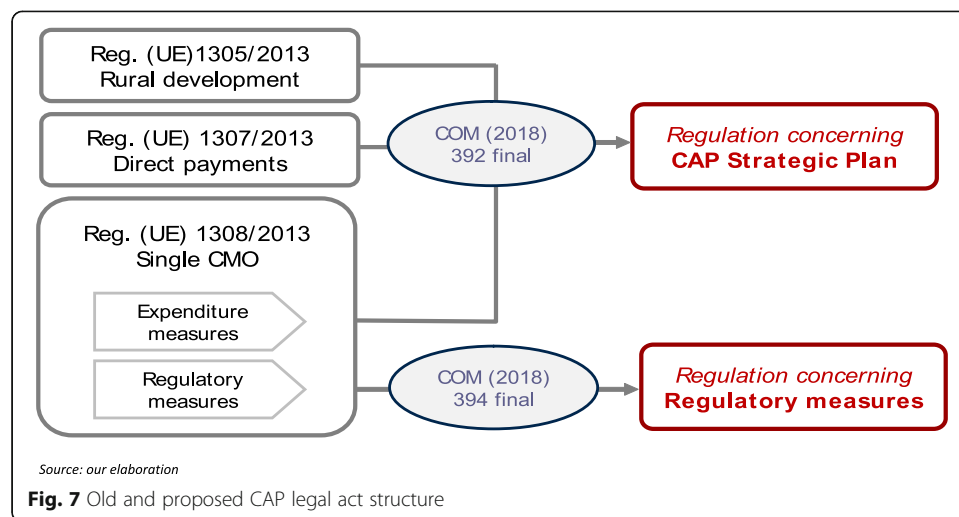 Reg. (UE)1305/2013
Rural development
Reg. (UE) 1307/2013
Direct payments
Reg. (UE) 1308/2013
Single CMO
Expenditure
measures
Regulatory
measures
COM (2018)
392 final
COM (2018)
394 final
Regulation concerning
CAP Strategic Plan
Regulation concerning
Regulatory measures
Source: our elaboration
Fig. 7 Old and proposed CAP legal act structure